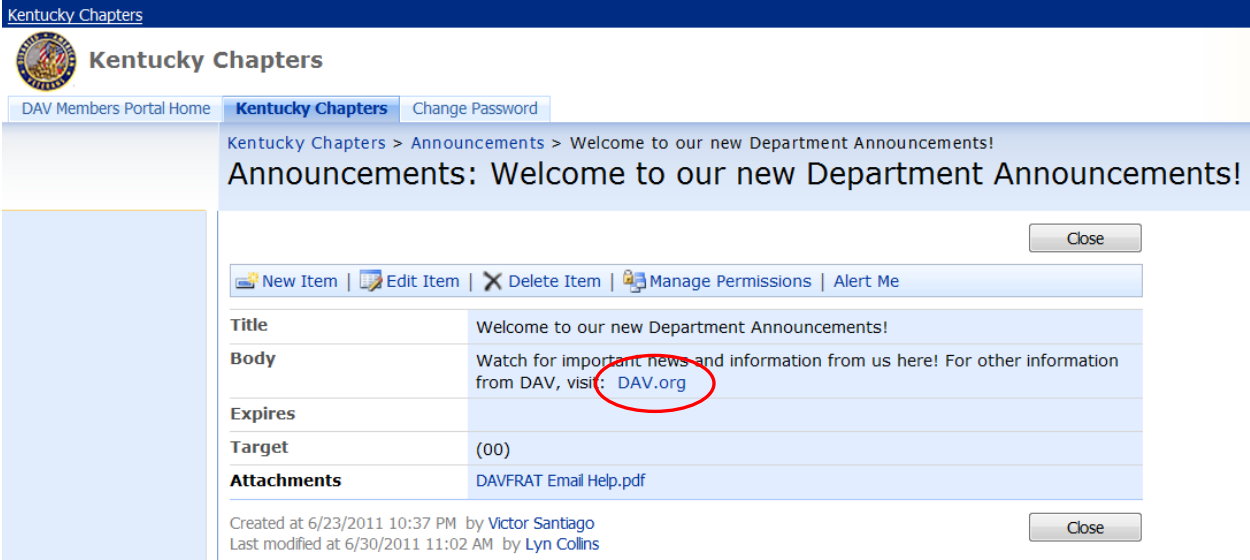 Kentucky Chapters
Kentucky Chapters
DAV Members Portal Home Kentucky Chapters Change Password
Kentucky Chapters > Announcements > Welcome to our new Department Announcements!
Announcements: Welcome to our new Department Announcements!
Close
New Item | Edit Item | Delete Item | Manage Permissions | Alert Me
Title Welcome to our new Department Announcements!
Body Watch for important news and information from us here! For other information
from DAV, visit: DAV.org
Expires
Target (00)
Attachments DAVFRAT Email Help.pdf
Created at 6/23/2011 10:37 PM by Victor Santiago
Close
Last modified at 6/30/2011 11:02 AM by Lyn Collins